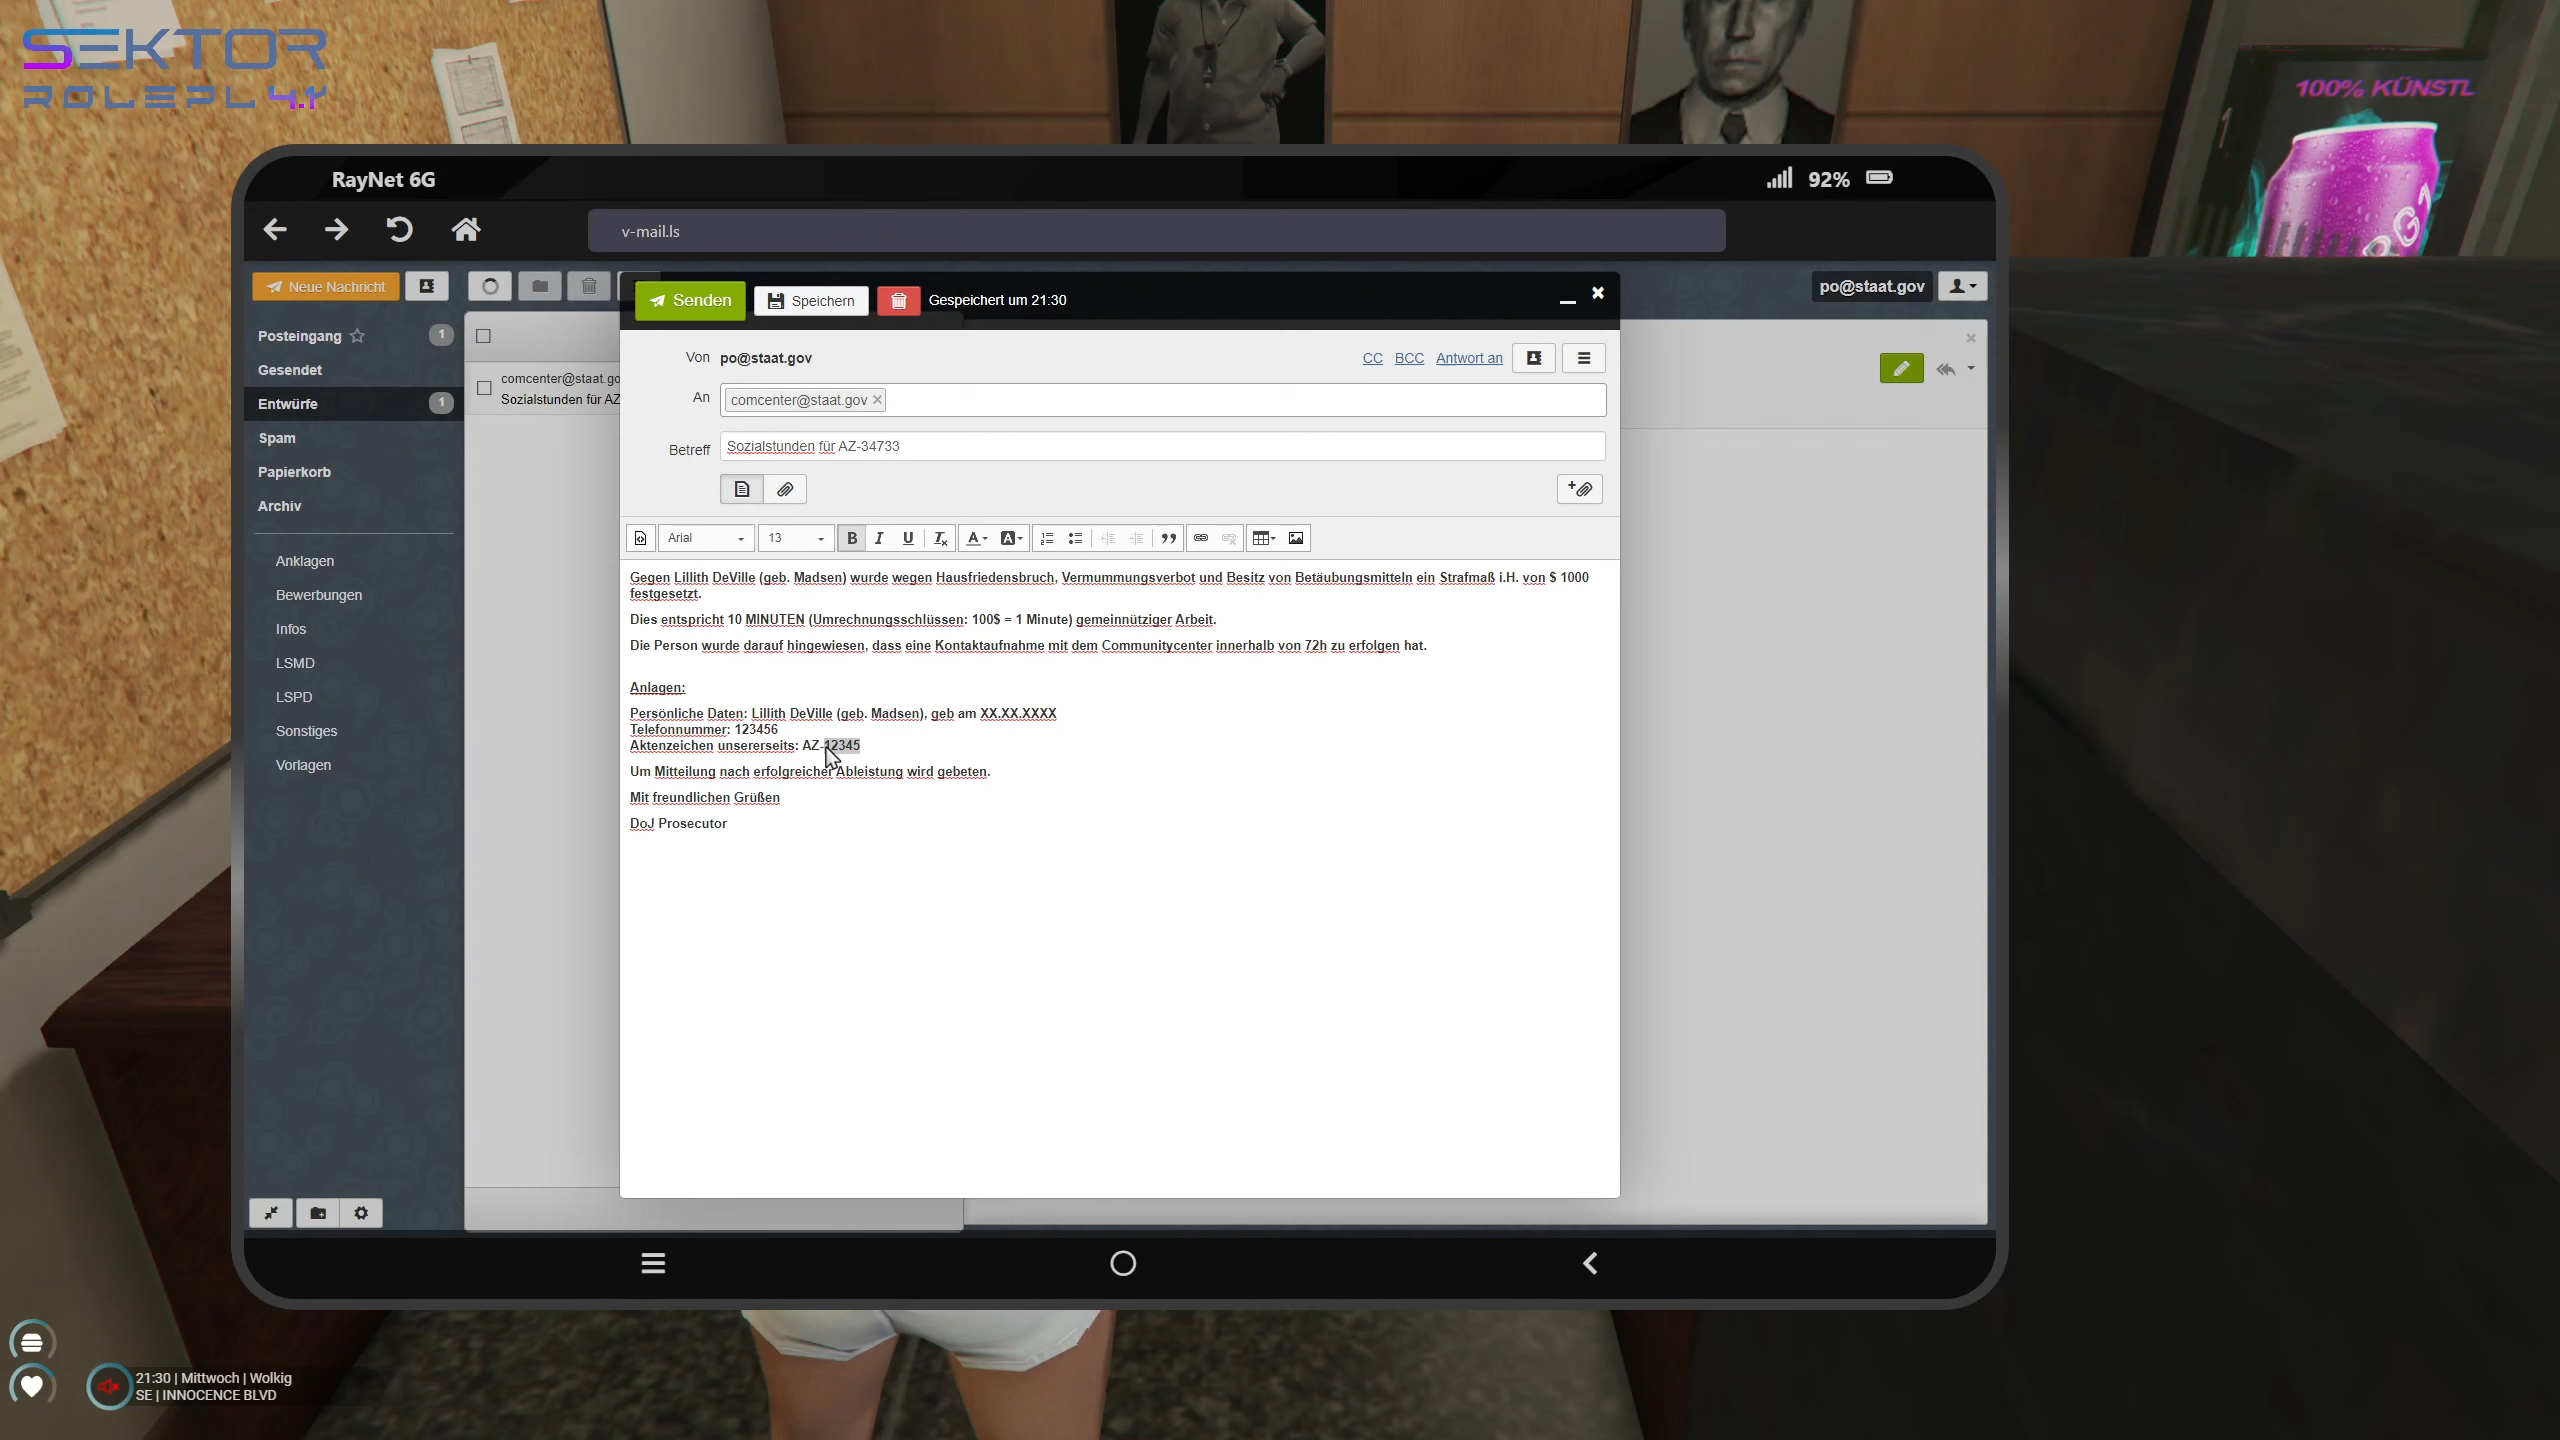 SEKTOR
ROLEPL4.Y
100% KÜNSTL
RayNet 6G
92%
v-mail.ls
Neue Nachricht
Senden
Speichern
Gespeichert um 21:30
po@staat.gov
Posteingang
1
Gesendet
Entwürfe
1
Spam
Papierkorb
Archiv
Anklagen
Bewerbungen
Infos
LSMD
LSPD
Sonstiges
Vorlagen
comcenter@staat.go
Sozialstunden für AZ
Von po@staat.gov
CC BCC Antwort an
An comcenter@staat.gov
Betreff Sozialstunden für AZ-34733
Arial 13
Gegen Lillith DeVille (geb. Madsen) wurde wegen Hausfriedensbruch, Vermummungsverbot und Besitz von Betäubungsmitteln ein Strafmaß i.H. von $ 1000
festgesetzt.
Dies entspricht 10 MINUTEN (Umrechnungsschlüssen: 100$ = 1 Minute) gemeinnütziger Arbeit.
Die Person wurde darauf hingewiesen, dass eine Kontaktaufnahme mit dem Communitycenter innerhalb von 72h zu erfolgen hat.
Anlagen:
Persönliche Daten: Lillith DeVille (geb. Madsen), geb am XX.XX.XXXX
Telefonnummer: 123456
Aktenzeichen unsererseits: AZ-12345
Um Mitteilung nach erfolgreicher Ableistung wird gebeten.
Mit freundlichen Grüßen
DoJ Prosecutor
21:30 | Mittwoch | Wolkig
SE | INNOCENCE BLVD